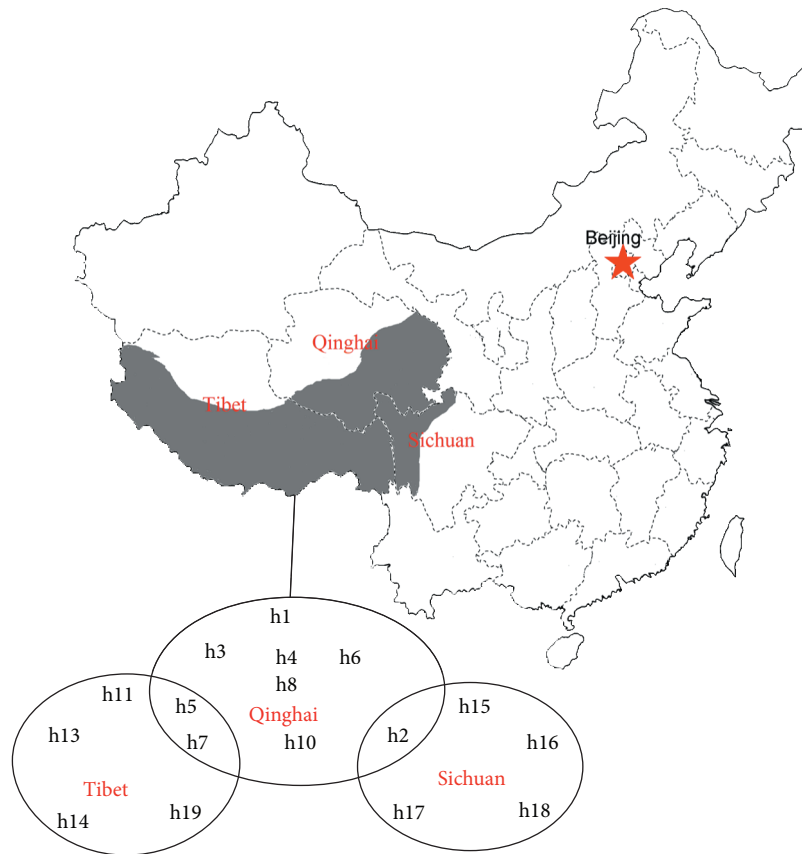 Beijing
Qinghai
Tibet
Sichuan
h1
h3
h4
h6
h8
h11
h5
Qinghai
h15
h13
h7
h10
h2
h16
Tibet
Sichuan
h14
h19
h17
h18